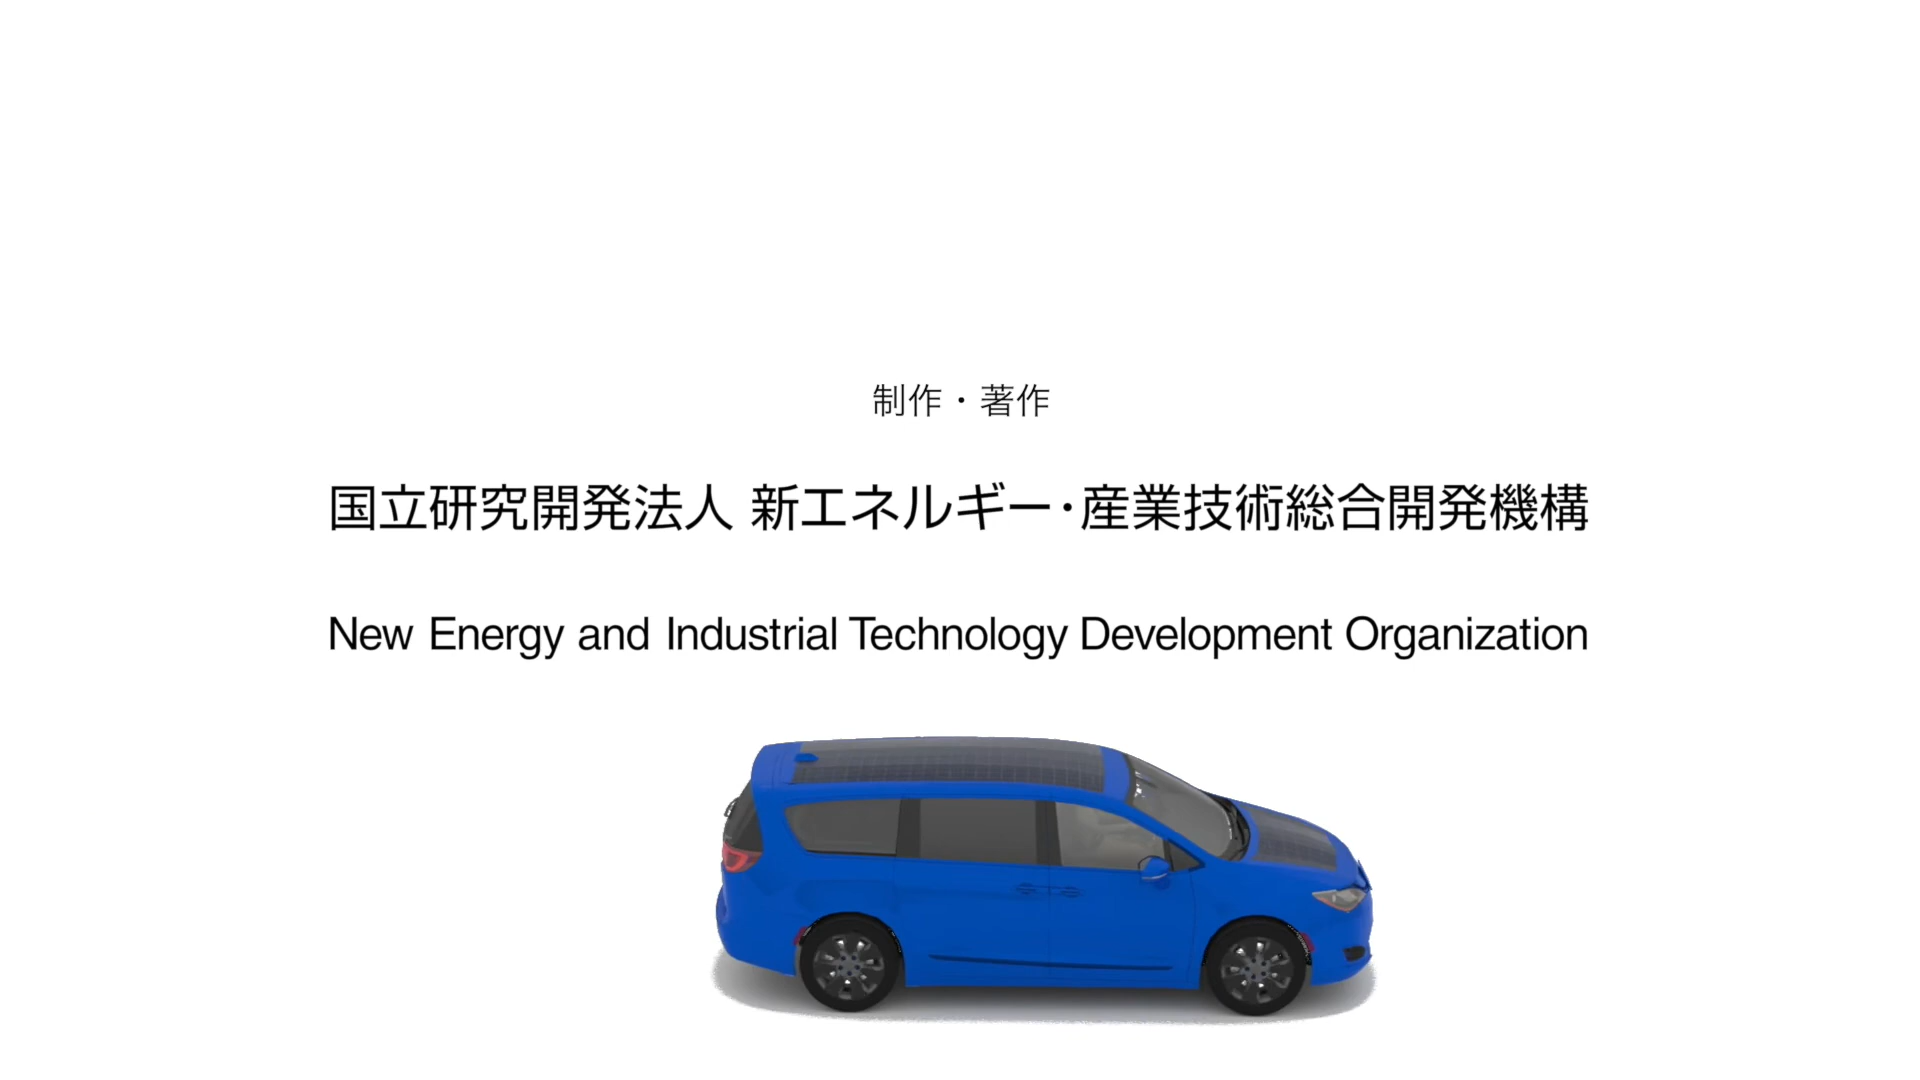 制作・著作
国立研究開発法人 新エネルギー・産業技術総合開発機構
New Energy and Industrial Technology Development Organization